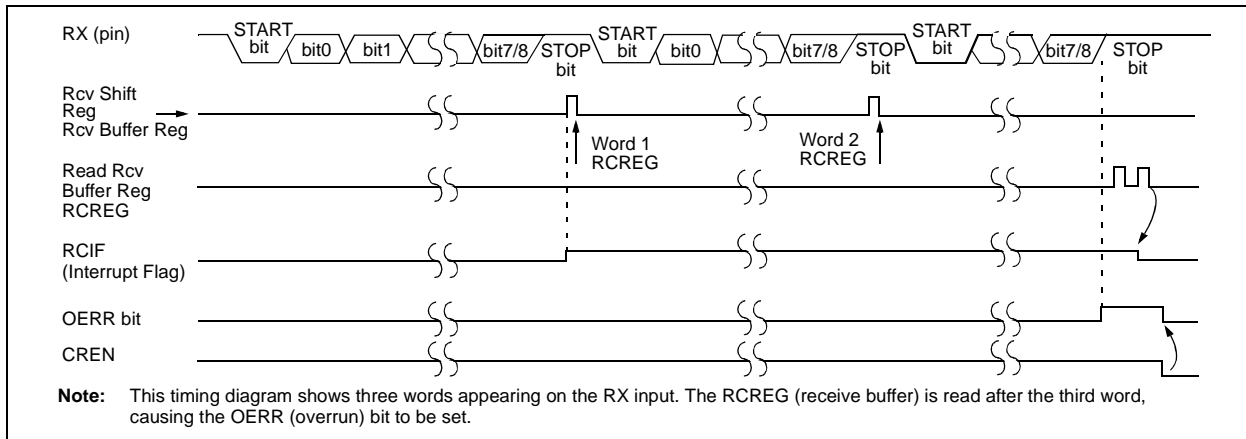 RX (pin)
START
bit
bit0
bit1
bit7/8
STOP
bit
START
bit
bit0
bit7/8
STOP
bit
START
bit
bit7/8
STOP
bit
Rcv Shift
Reg
Rcv Buffer Reg
Word 1
RCREG
Word 2
RCREG
Read Rcv
Buffer Reg
RCREG
RCIF
(Interrupt Flag)
OERR bit
CREN
Note: This timing diagram shows three words appearing on the RX input. The RCREG (receive buffer) is read after the third word,
causing the OERR (overrun) bit to be set.